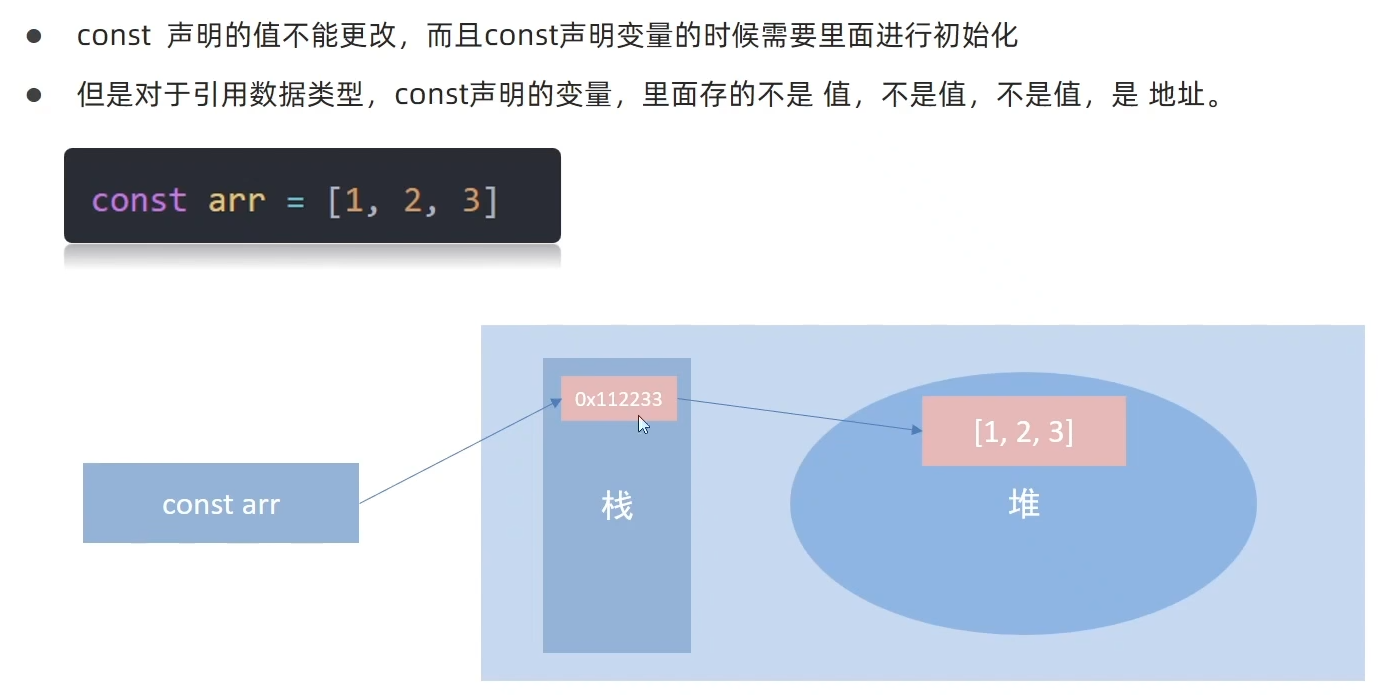 const 声明的值不能更改，而且const声明变量的时候需要里面进行初始化
但是对于引用数据类型，const声明的变量，里面存的不是 值，不是值，不是值，是 地址。
const arr = [1, 2, 3]
0x112233
[1, 2, 3]
const arr
栈
堆